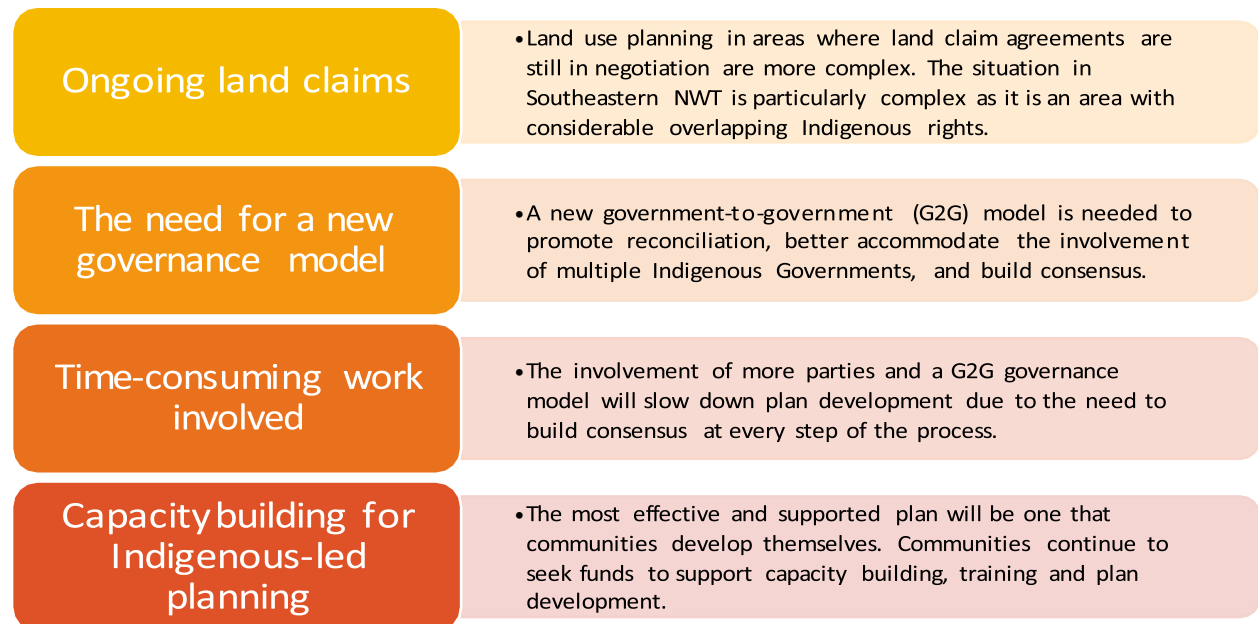 Ongoing land claims
•Land use planning in areas where land claim agreements are
still in negotiation are more complex. The situation in
Southeastern NWT is particularly complex as it is an area with
considerable overlapping Indigenous rights.
The need for a new
governance model
•A new government-to-government (G2G) model is needed to
promote reconciliation, better accommodate the involvement
of multiple Indigenous Governments, and build consensus.
Time-consuming work
involved
•The involvement of more parties and a G2G governance
model will slow down plan development due to the need to
build consensus at every step of the process.
Capacity building for
Indigenous-led
planning
•The most effective and supported plan will be one that
communities develop themselves. Communities continue to
seek funds to support capacity building, training and plan
development.